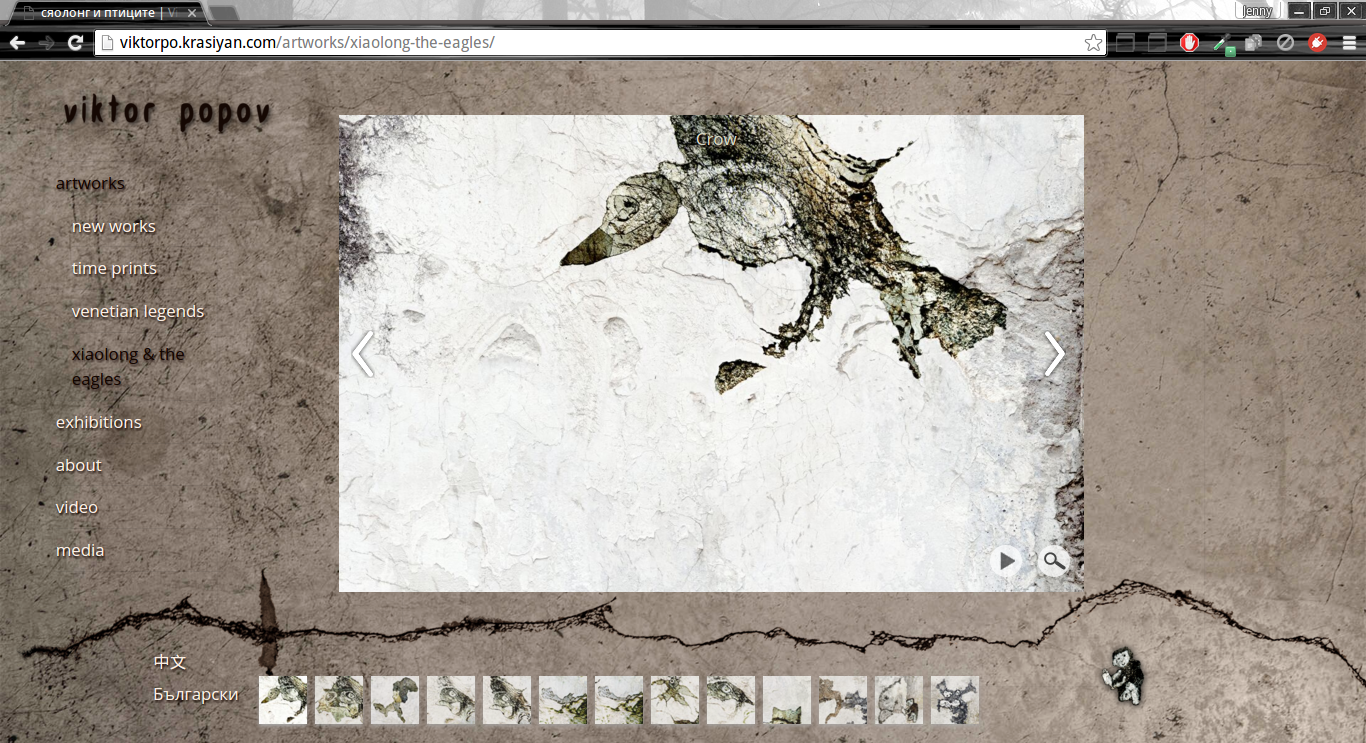 сяолонг и птиците | Vi
Jenny
viktorpo.krasiyan.com/artworks/xiaolong-the-eagles/
viktor popov
Crow
artworks
new works
time prints
venetian legends
xiaolong & the
eagles
exhibitions
about
video
media
中文
Български